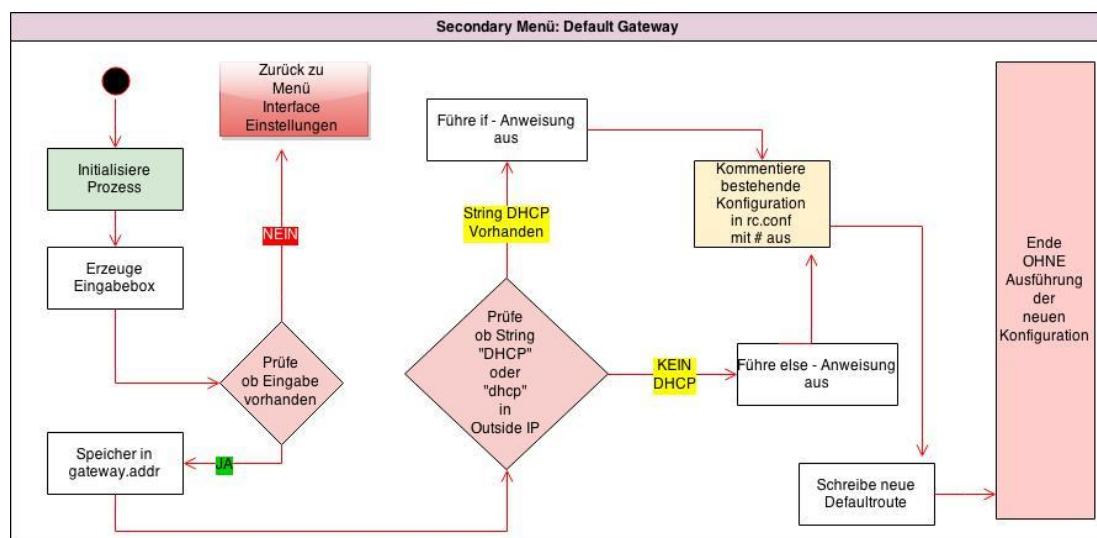 Secondary Menü: Default Gateway
Zurück zu
Menü
Interface
Einstellungen
Initialisiere
Prozess
Erzeuge
Eingabebox
NEIN
Prüfe
ob Eingabe
vorhanden
JA
Speicher in
gateway.addr
Führe if - Anweisung
aus
String DHCP
Vorhanden
Prüfe
ob String
"DHCP"
oder
"dhcp"
in
Outside IP
KEIN
DHCP
Führe else - Anweisung
aus
Kommentiere
bestehende
Konfiguration
in rc.conf
mit # aus
Schreibe neue
Defaultroute
Ende
OHNE
Ausführung
der
neuen
Konfiguration